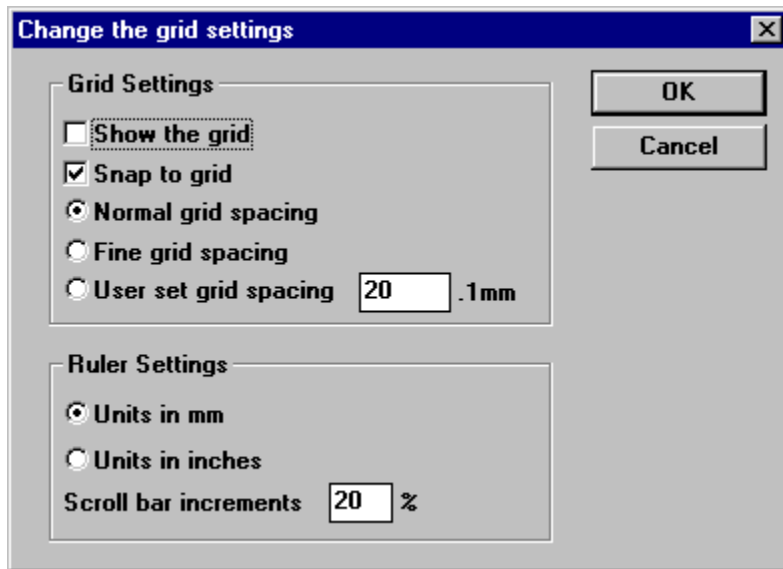 Change the grid settings
Grid Settings
Show the grid
Snap to grid
Normal grid spacing
Fine grid spacing
User set grid spacing 20 .1mm
OK
Cancel
Ruler Settings
Units in mm
Units in inches
Scroll bar increments 20 %